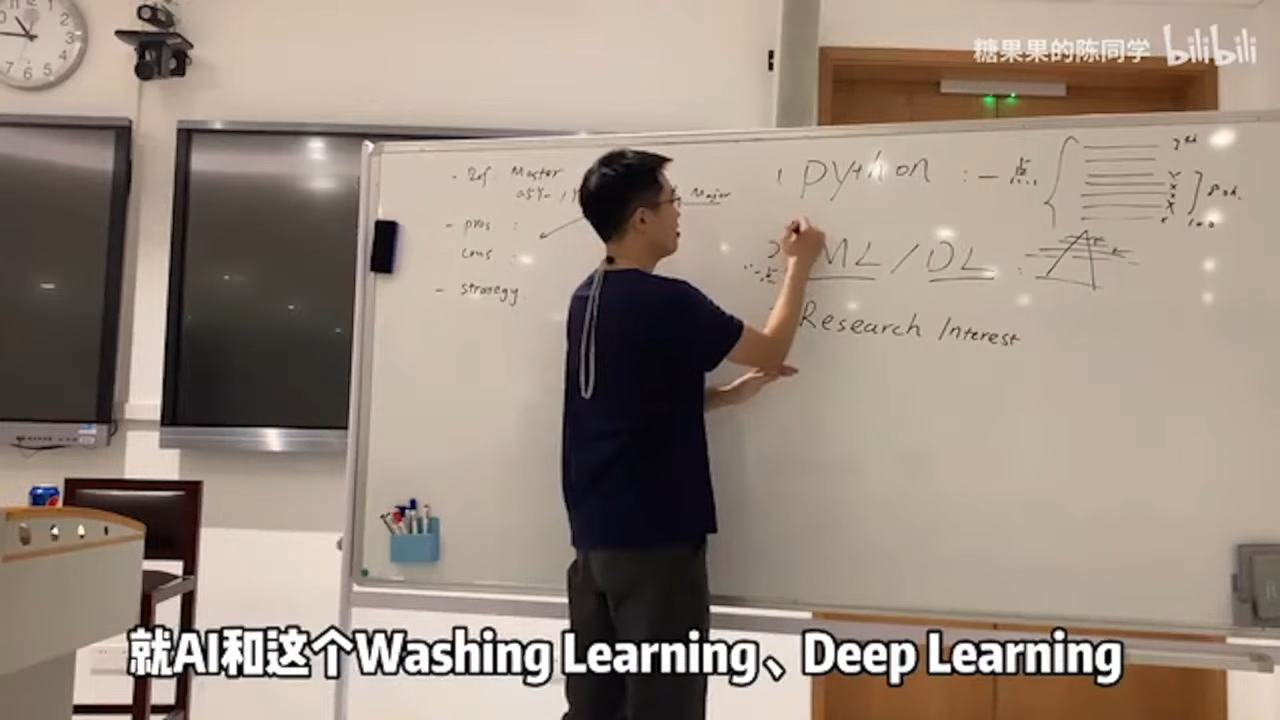 糖果果的陈同学 bilibili
Master
Major
- pros :
cons
- strategy
1 python : 一点
ML / DL :
Research Interest
就AI和这个Washing Learning、Deep Learning